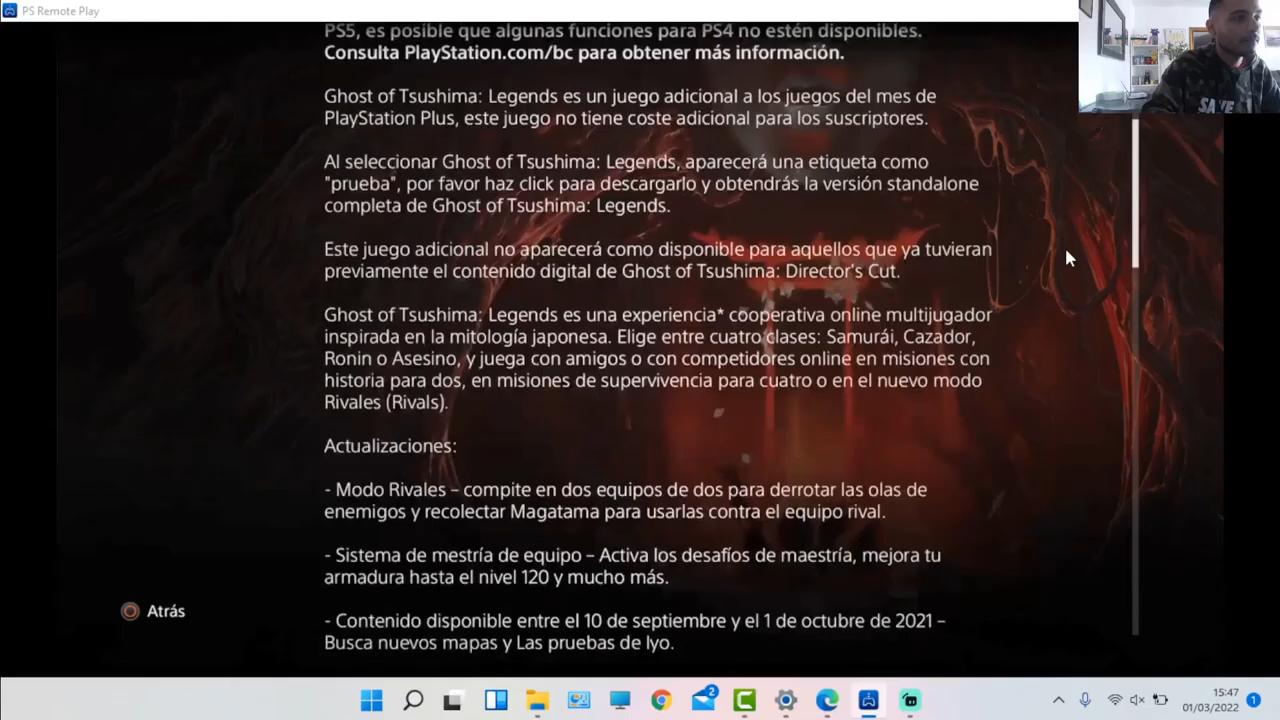 PS Remote Play
PS5, es posible que algunas funciones para PS4 no estén disponibles.
Consulta PlayStation.com/bc para obtener más información.
Ghost of Tsushima: Legends es un juego adicional a los juegos del mes de
PlayStation Plus, este juego no tiene coste adicional para los suscriptores.
Al seleccionar Ghost of Tsushima: Legends, aparecerá una etiqueta como
"prueba", por favor haz click para descargarlo y obtendrás la versión standalone
completa de Ghost of Tsushima: Legends.
Este juego adicional no aparecerá como disponible para aquellos que ya tuvieran
previamente el contenido digital de Ghost of Tsushima: Director's Cut.
Ghost of Tsushima: Legends es una experiencia* cooperativa online multijugador
inspirada en la mitología japonesa. Elige entre cuatro clases: Samurái, Cazador,
Ronin o Asesino, y juega con amigos o con competidores online en misiones con
historia para dos, en misiones de supervivencia para cuatro o en el nuevo modo
Rivales (Rivals).
Actualizaciones:
- Modo Rivales – compite en dos equipos de dos para derrotar las olas de
enemigos y recolectar Magatama para usarlas contra el equipo rival.
- Sistema de mestría de equipo – Activa los desafíos de maestría, mejora tu
armadura hasta el nivel 120 y mucho más.
- Contenido disponible entre el 10 de septiembre y el 1 de octubre de 2021 –
Busca nuevos mapas y Las pruebas de Iyo.
Atrás
SAVE
2
15:47
01/03/2022
1